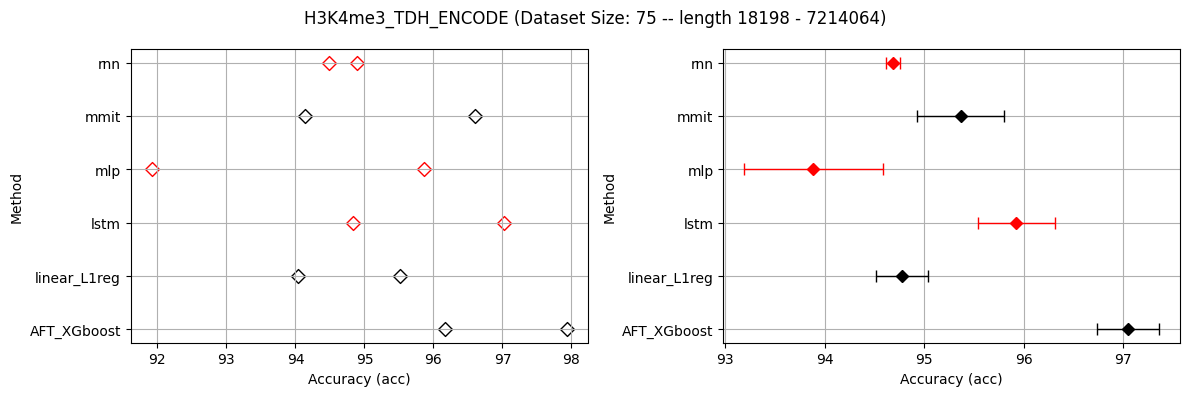 H3K4me3_TDH_ENCODE (Dataset Size: 75 -- length 18198 - 7214064)
Method
rnn
mmit
mlp
lstm
linear_L1reg
AFT_XGboost
92 93 94 95 96 97 98
Accuracy (acc)
Method
rnn
mmit
mlp
lstm
linear_L1reg
AFT_XGboost
93 94 95 96 97
Accuracy (acc)